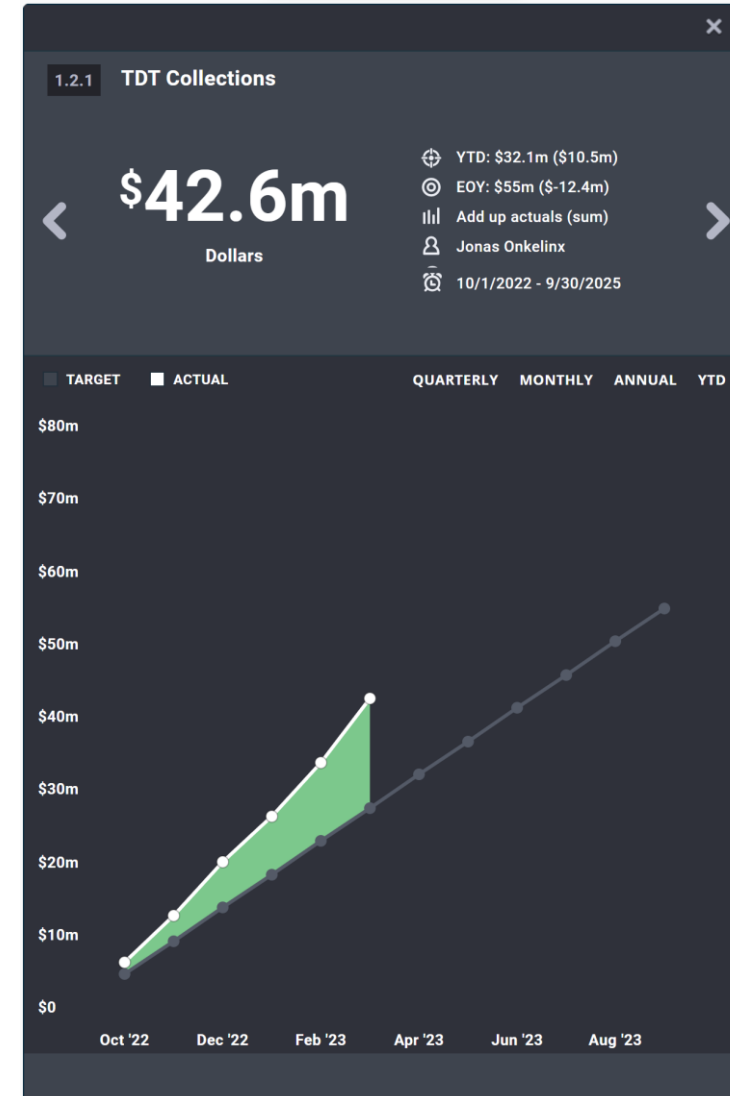 ×
1.2.1 TDT Collections
$42.6m
Dollars
YTD: $32.1m ($10.5m)
EOY: $55m ($-12.4m)
Add up actuals (sum)
Jonas Onkelinx
10/1/2022 - 9/30/2025
TARGET ACTUAL QUARTERLY MONTHLY ANNUAL YTD
$80m
$70m
$60m
$50m
$40m
$30m
$20m
$10m
$0
Oct '22 Dec '22 Feb '23 Apr '23 Jun '23 Aug '23